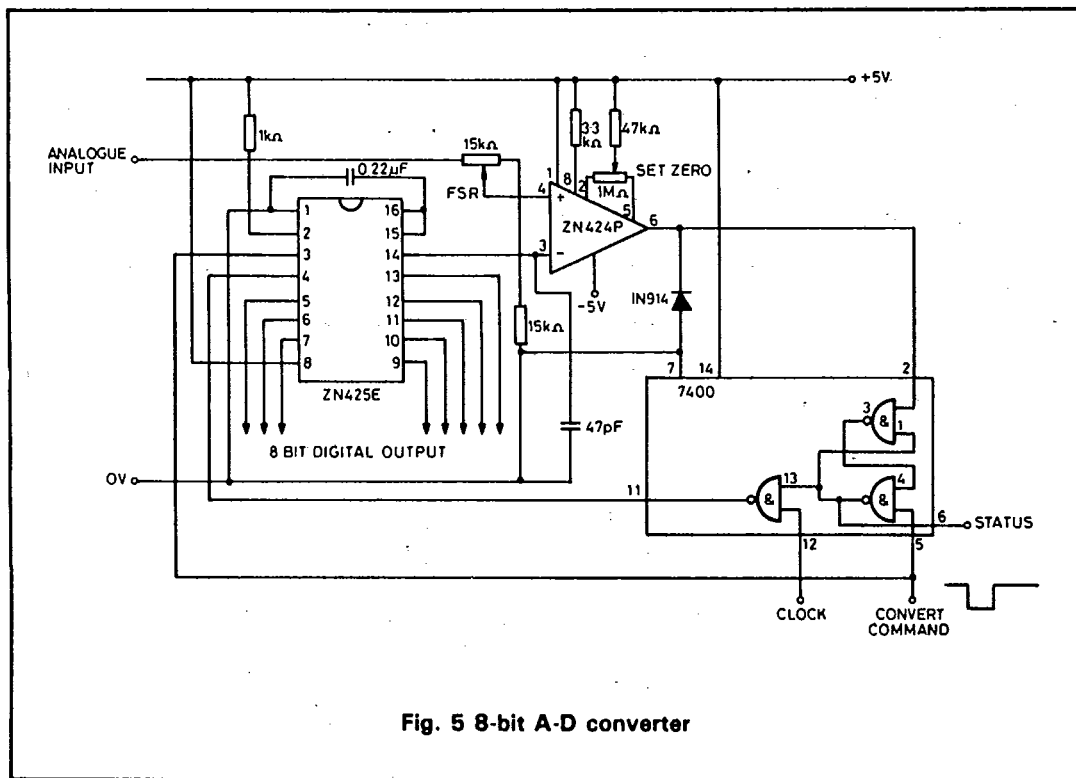 +5V
1kΩ
3·3
kΩ
47kΩ
15kΩ
ANALOGUE
INPUT
0·22μF
FSR
1
8
2
1MΩ
SET ZERO
4
+
5
6
ZN424P
3
−
1
16
2
15
3
14
4
13
5
12
6
11
7
10
8
9
ZN425E
-5V
IN914
15kΩ
7
14
2
7400
3
&
1
47pF
8 BIT DIGITAL OUTPUT
0V
11
&
13
4
&
6
STATUS
12
5
CLOCK
CONVERT
COMMAND
Fig. 5 8-bit A-D converter